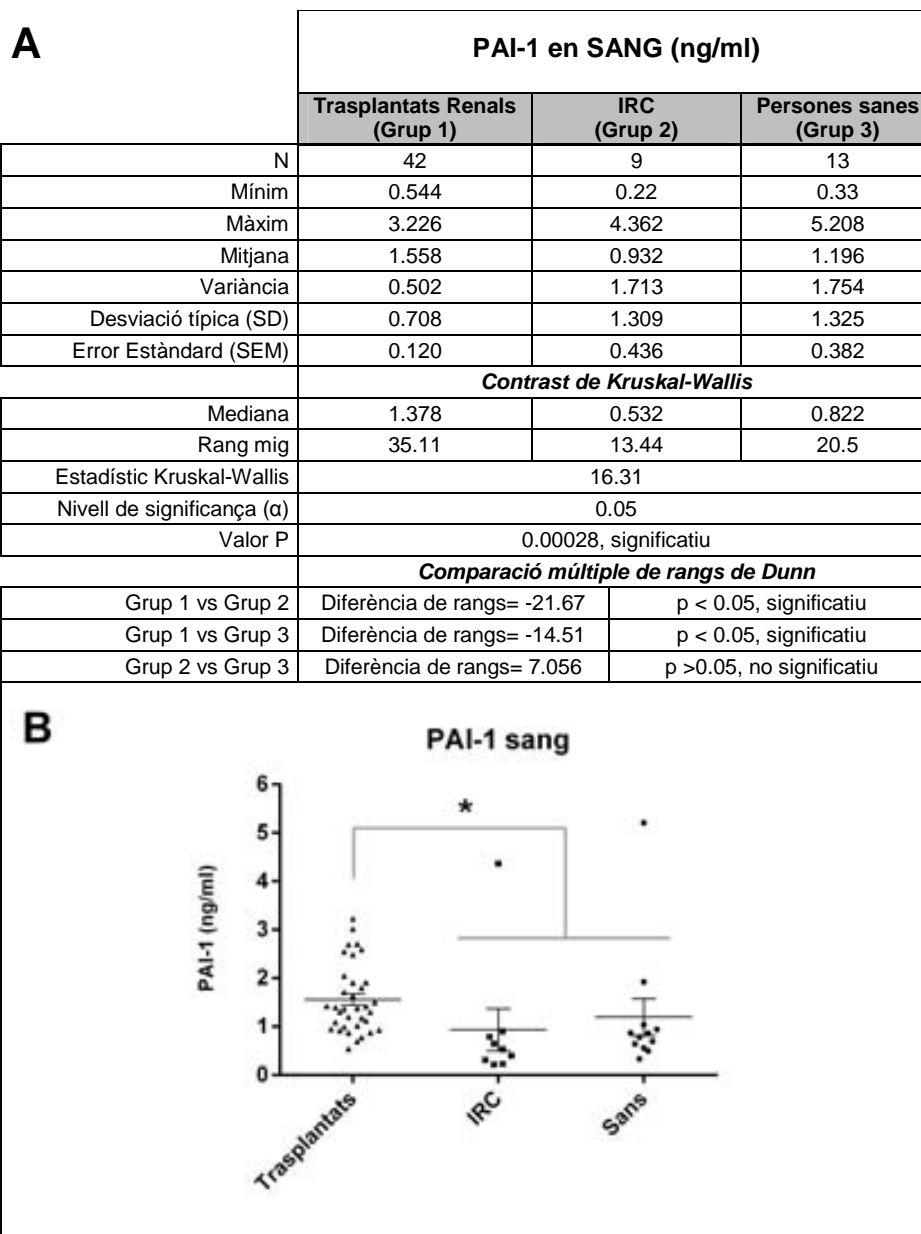 A
PAI-1 en SANG (ng/ml)
Trasplantats Renals (Grup 1) IRC (Grup 2) Persones sanes (Grup 3)
N 42 9 13
Mínim 0.544 0.22 0.33
Màxim 3.226 4.362 5.208
Mitjana 1.558 0.932 1.196
Variància 0.502 1.713 1.754
Desviació típica (SD) 0.708 1.309 1.325
Error Estàndard (SEM) 0.120 0.436 0.382
Contrast de Kruskal-Wallis
Mediana 1.378 0.532 0.822
Rang mig 35.11 13.44 20.5
Estadístic Kruskal-Wallis 16.31
Nivell de significança (α) 0.05
Valor P 0.00028, significatiu
Comparació múltiple de rangs de Dunn
Grup 1 vs Grup 2 Diferència de rangs= -21.67 p < 0.05, significatiu
Grup 1 vs Grup 3 Diferència de rangs= -14.51 p < 0.05, significatiu
Grup 2 vs Grup 3 Diferència de rangs= 7.056 p >0.05, no significatiu
B
PAI-1 sang
PAI-1 (ng/ml)
6
5
4
3
2
1
0
*
Trasplantats IRC Sans